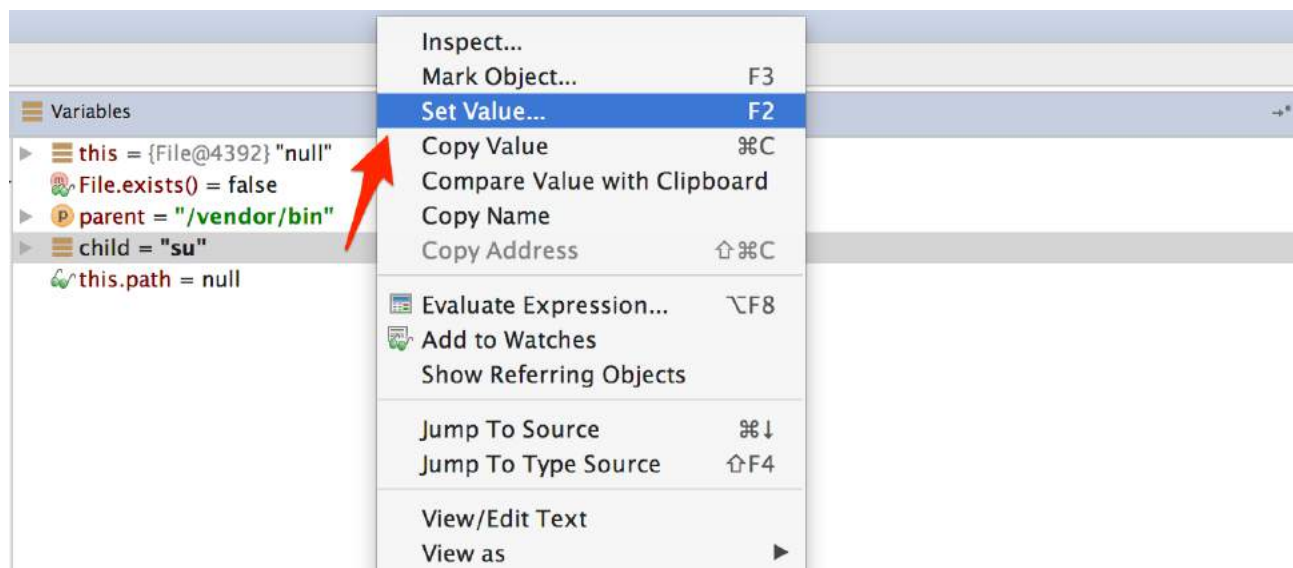 Variables
this = {File@4392} "null"
File.exists() = false
parent = "/vendor/bin"
child = "su"
this.path = null
Inspect...
Mark Object... F3
Set Value... F2
Copy Value ⌘C
Compare Value with Clipboard
Copy Name
Copy Address ⇧⌘C
Evaluate Expression... ⌥F8
Add to Watches
Show Referring Objects
Jump To Source ⌘↓
Jump To Type Source ⇧F4
View/Edit Text
View as